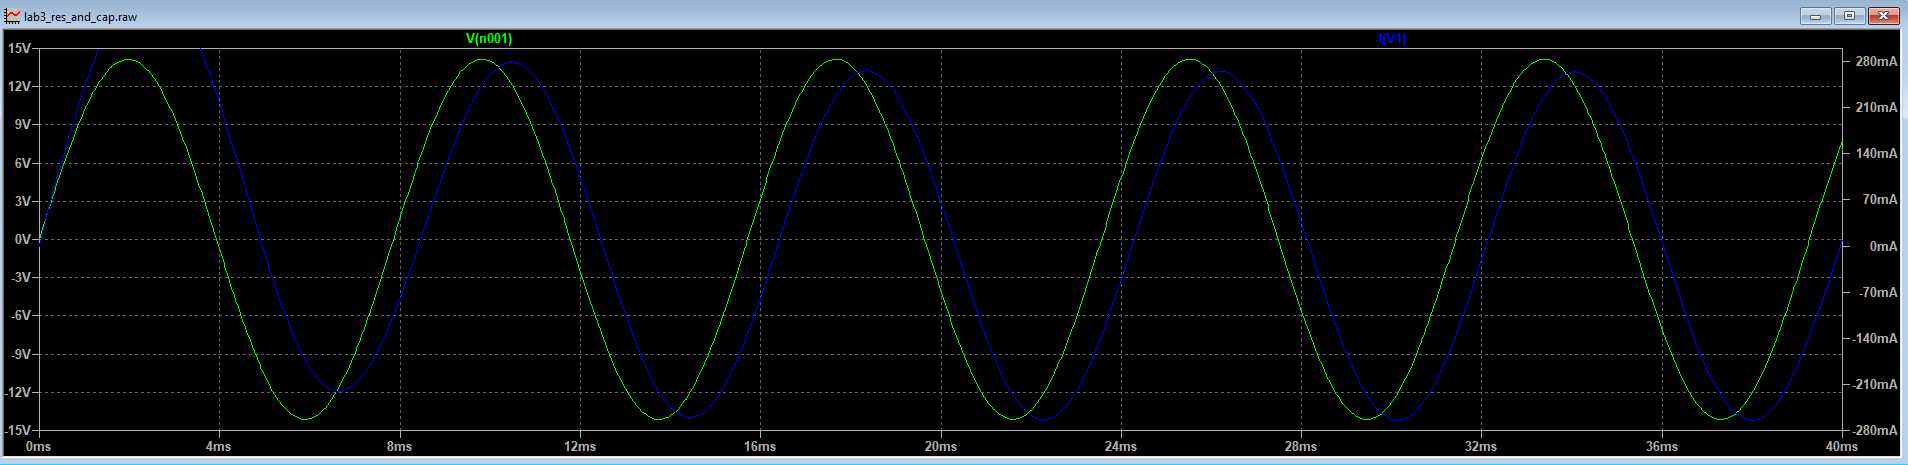 lab3_res_and_cap.raw
V(n001) -I(V1)
15V
12V 280mA
9V 210mA
6V 140mA
3V 70mA
0V 0mA
-3V -70mA
-6V -140mA
-9V -210mA
-12V -280mA
-15V
0ms 4ms 8ms 12ms 16ms 20ms 24ms 28ms 32ms 36ms 40ms